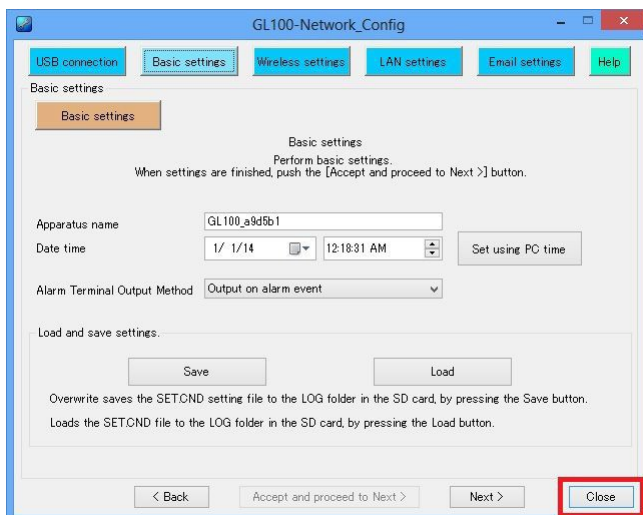 GL100-Network_Config
USB connection
Basic settings
Wireless settings
LAN settings
Email settings
Help
Basic settings
Basic settings
Basic settings
Perform basic settings.
When settings are finished, push the [Accept and proceed to Next >] button.
Apparatus name
GL100_a9d5b1
Date time
1/ 1/14
12:18:31 AM
Set using PC time
Alarm Terminal Output Method
Output on alarm event
Load and save settings.
Save
Load
Overwrite saves the SET.CND setting file to the LOG folder in the SD card, by pressing the Save button.
Loads the SET.CND file to the LOG folder in the SD card, by pressing the Load button.
< Back
Accept and proceed to Next >
Next >
Close